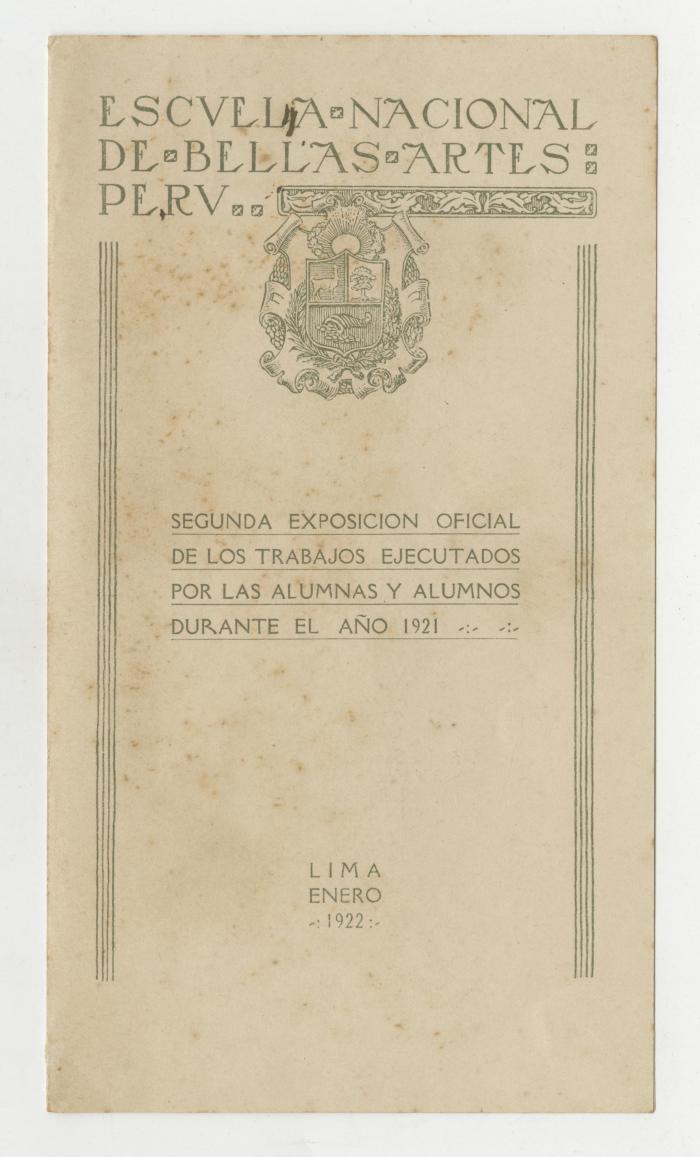 ESCVELA NACIONAL
DE BELLAS ARTES
PERV
SEGUNDA EXPOSICION OFICIAL
DE LOS TRABAJOS EJECUTADOS
POR LAS ALUMNAS Y ALUMNOS
DURANTE EL AÑO 1921 -:- -:-
LIMA
ENERO
-: 1922 :-